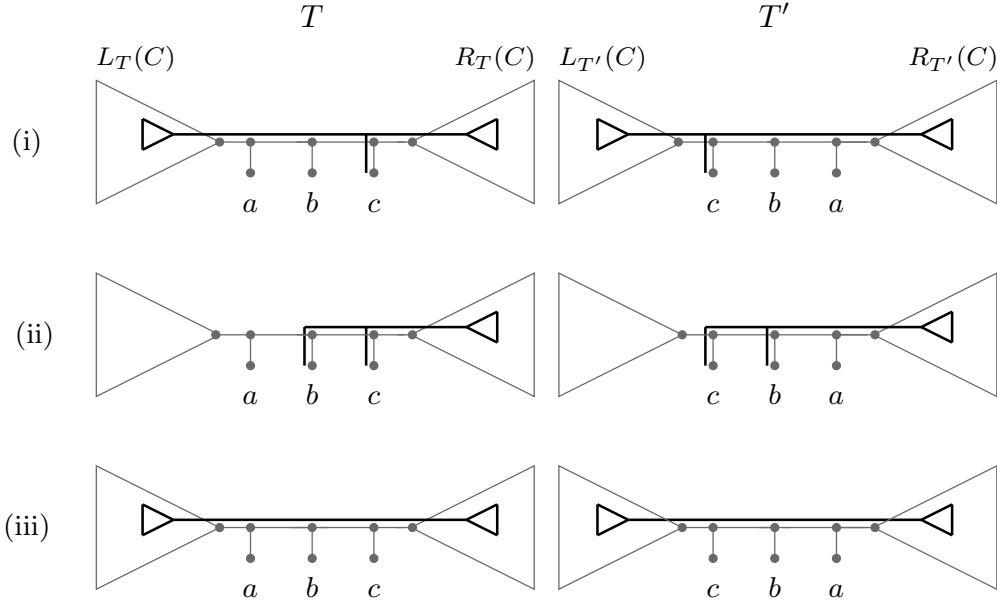 T T′
L_T(C) R_T(C) L_{T′}(C) R_{T′}(C)
(i)
a b c c b a
(ii)
a b c c b a
(iii)
a b c c b a